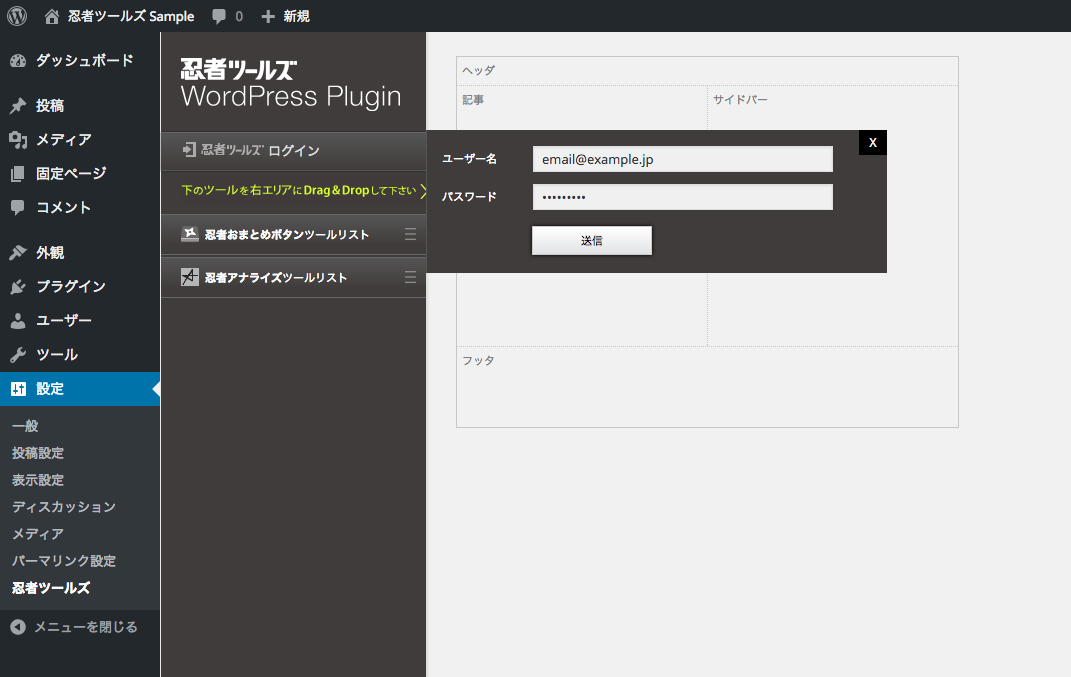 忍者ツールズ Sample 0 新規
ダッシュボード
投稿
メディア
固定ページ
コメント
外観
プラグイン
ユーザー
ツール
設定
一般
投稿設定
表示設定
ディスカッション
メディア
パーマリンク設定
忍者ツールズ
メニューを閉じる
忍者ツールズ
WordPress Plugin
忍者ツールズ ログイン
下のツールを右エリアにDrag&Dropして下さい
忍者おまとめボタンツールリスト
忍者アナライズツールリスト
ヘッダ
記事
サイドバー
X
ユーザー名 email@example.jp
パスワード •••••••••
送信
フッタ